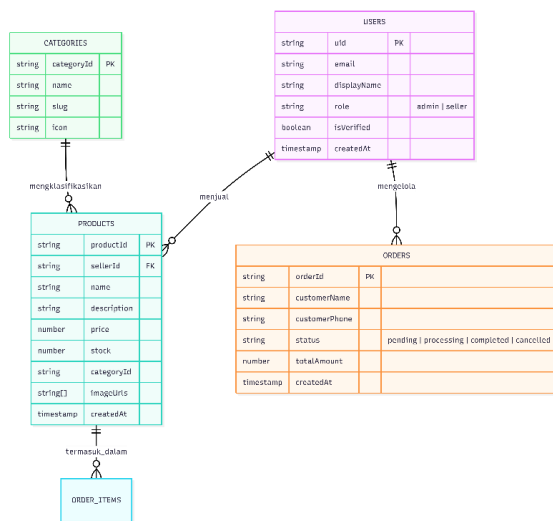 USERS
string uid PK
string email
string displayName
string role admin | seller
boolean isVerified
timestamp createdAt
CATEGORIES
string categoryId PK
string name
string slug
string icon
mengklasifikasikan
menjual
mengelola
PRODUCTS
string productId PK
string sellerId FK
string name
string description
number price
number stock
string categoryId
string[] imageUrls
timestamp createdAt
ORDERS
string orderId PK
string customerName
string customerPhone
string status pending | processing | completed | cancelled
number totalAmount
timestamp createdAt
termasuk_dalam
ORDER_ITEMS